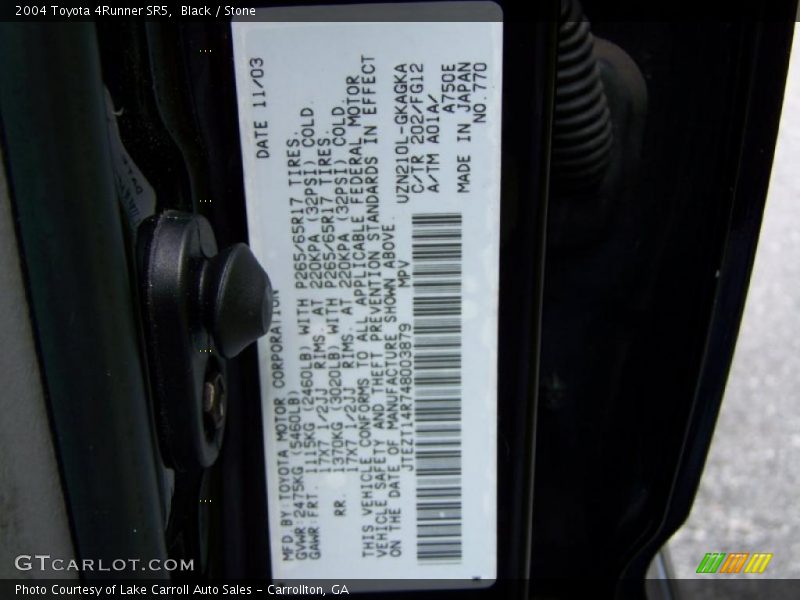 2004 Toyota 4Runner SR5,  Black / Stone
DATE 11/03
MFD. BY: TOYOTA MOTOR CORPORATION
GVWR: 2475KG (5460LB)
GAWR: FRT. 1115KG (2460LB) WITH P265/65R17 TIRES.
17X7 1/2JJ RIMS. AT 220KPA (32PSI) COLD.
RR. 1370KG (3020LB) WITH P265/65R17 TIRES.
17X7 1/2JJ RIMS. AT 220KPA (32PSI) COLD.
THIS VEHICLE CONFORMS TO ALL APPLICABLE FEDERAL MOTOR
VEHICLE SAFETY AND THEFT PREVENTION STANDARDS IN EFFECT
ON THE DATE OF MANUFACTURE SHOWN ABOVE.
JTEZT14R748003879 MPV
UZN210L-GKAGKA
C/TR 202/FG12
A/TM A01A/ A750E
MADE IN JAPAN
NO. 770
GTCARLOT.COM
Photo Courtesy of Lake Carroll Auto Sales - Carrollton, GA